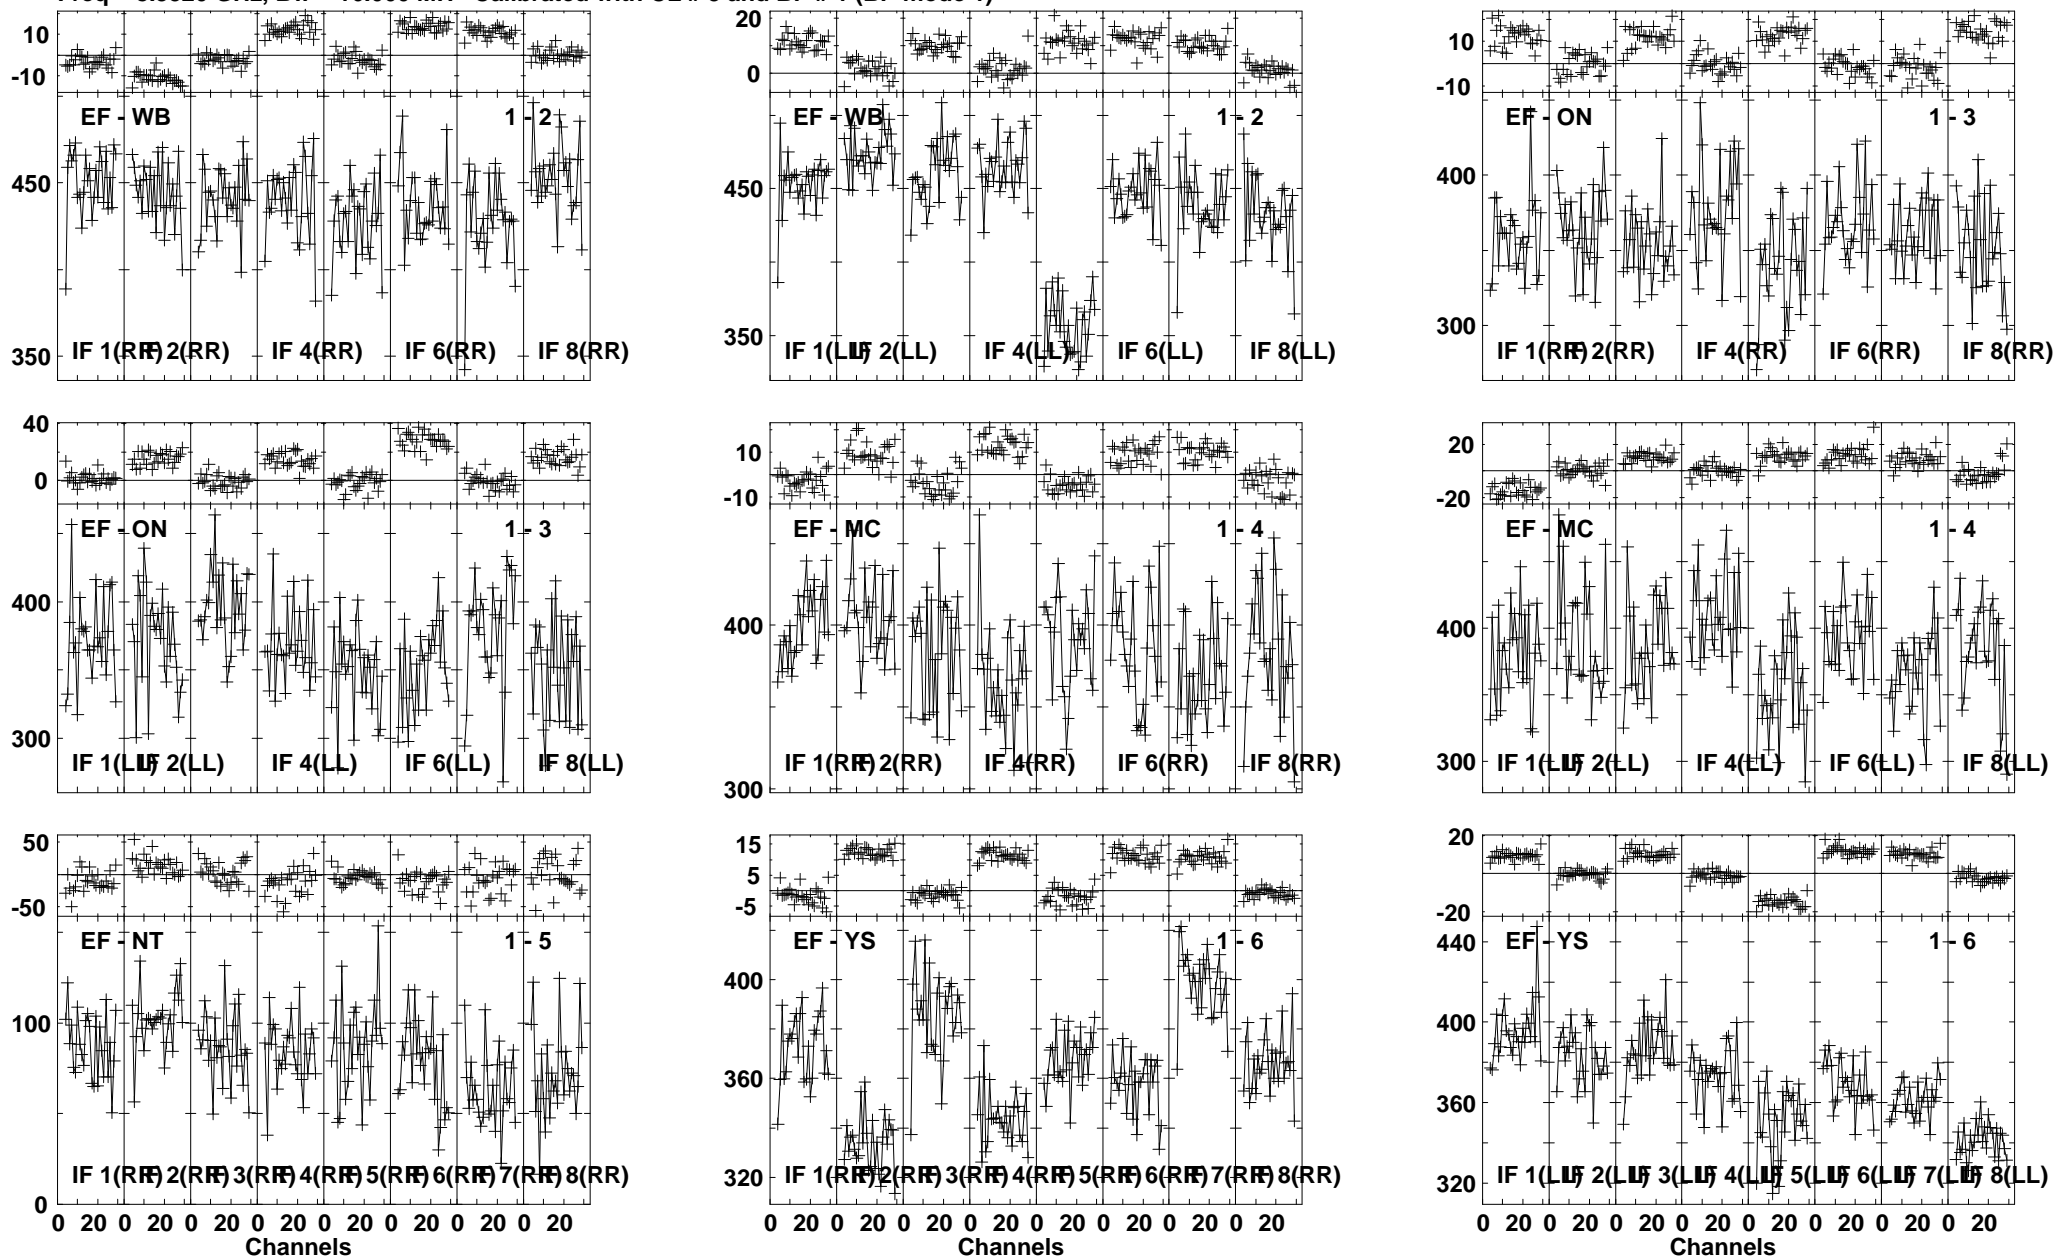 Calibrated with and (BP mode 1)
10
-10
EF - WB
1 - 2
450
350
IF 1(RR)
IF 2(RR)
IF 4(RR)
IF 6(RR)
IF 8(RR)
20
0
EF - WB
1 - 2
450
350
IF 1(LL)
IF 2(LL)
IF 4(LL)
IF 6(LL)
IF 8(LL)
10
-10
EF - ON
1 - 3
400
300
IF 1(RR)
IF 2(RR)
IF 4(RR)
IF 6(RR)
IF 8(RR)
40
0
EF - ON
1 - 3
400
300
IF 1(LL)
IF 2(LL)
IF 4(LL)
IF 6(LL)
IF 8(LL)
10
-10
EF - MC
1 - 4
400
300
IF 1(RR)
IF 2(RR)
IF 4(RR)
IF 6(RR)
IF 8(RR)
20
-20
EF - MC
1 - 4
400
300
IF 1(LL)
IF 2(LL)
IF 4(LL)
IF 6(LL)
IF 8(LL)
50
-50
EF - NT
1 - 5
100
0
IF 1(RR)
IF 2(RR)
IF 3(RR)
IF 4(RR)
IF 5(RR)
IF 6(RR)
IF 7(RR)
IF 8(RR)
0 20 0 20 0 20 0 20 0 20 0 20 0 20 0 20
Channels
15
5
-5
EF - YS
1 - 6
400
360
320
IF 1(RR)
IF 2(RR)
IF 3(RR)
IF 4(RR)
IF 5(RR)
IF 6(RR)
IF 7(RR)
IF 8(RR)
0 20 0 20 0 20 0 20 0 20 0 20 0 20 0 20
Channels
20
-20
EF - YS
1 - 6
440
400
360
320
IF 1(LL)
IF 2(LL)
IF 3(LL)
IF 4(LL)
IF 5(LL)
IF 6(LL)
IF 7(LL)
IF 8(LL)
0 20 0 20 0 20 0 20 0 20 0 20 0 20 0 20
Channels